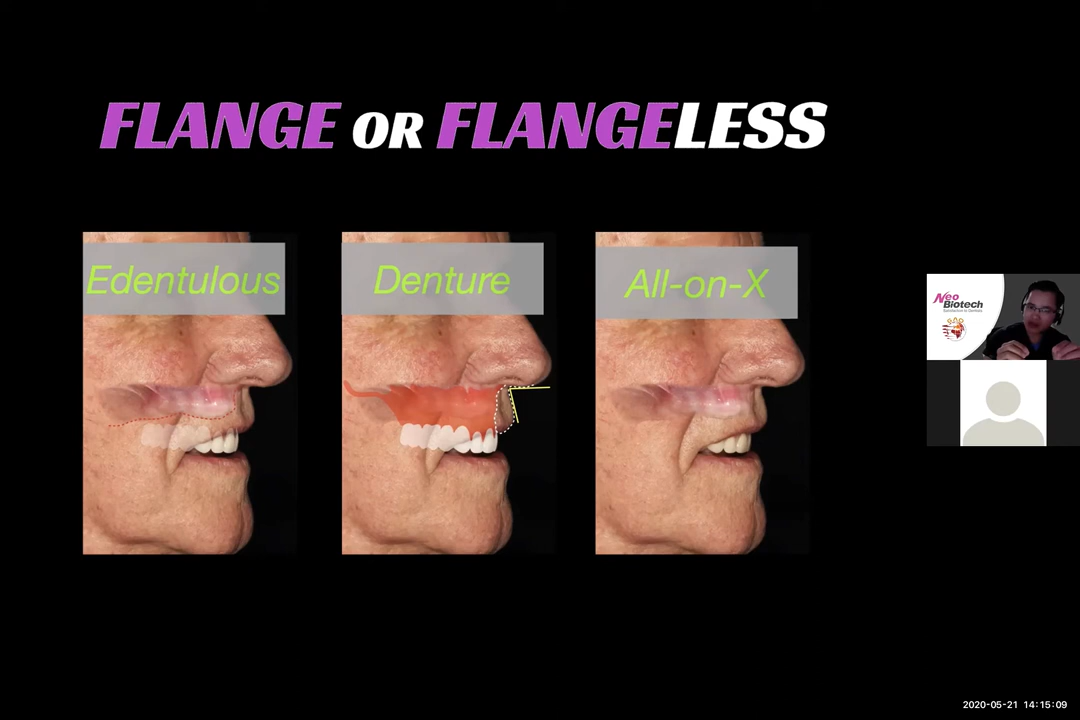 FLANGE OR FLANGELESS
Edentulous
Denture
All-on-X
Neo
Biotech
2020-05-21 14:15:09